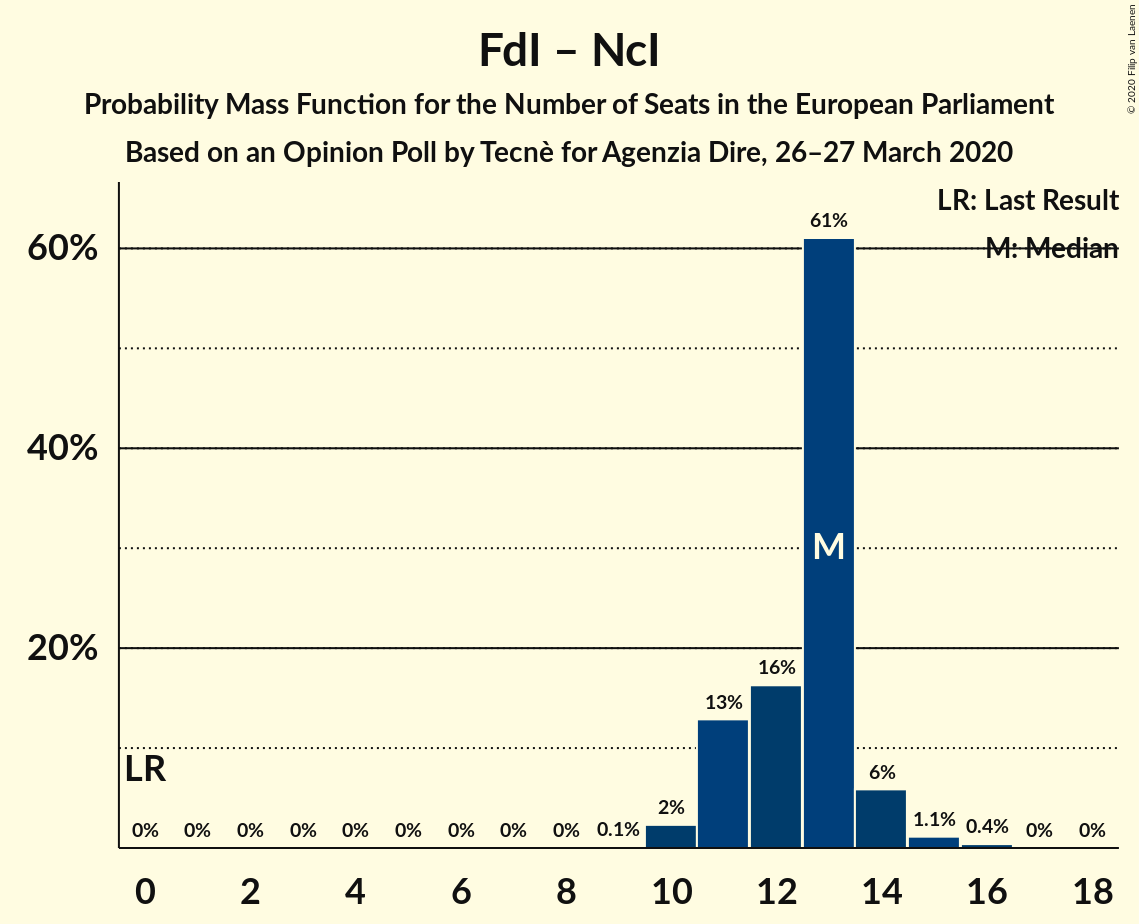 FdI – NcI
Probability Mass Function for the Number of Seats in the European Parliament
Based on an Opinion Poll by Tecnè for Agenzia Dire, 26–27 March 2020
© 2020 Filip van Laenen
LR: Last Result
M: Median
60%
40%
20%
61%
M
16%
13%
6%
2%
1.1%
0.4%
0.1%
LR
0% 0% 0% 0% 0% 0% 0% 0% 0% 0% 0%
0 2 4 6 8 10 12 14 16 18